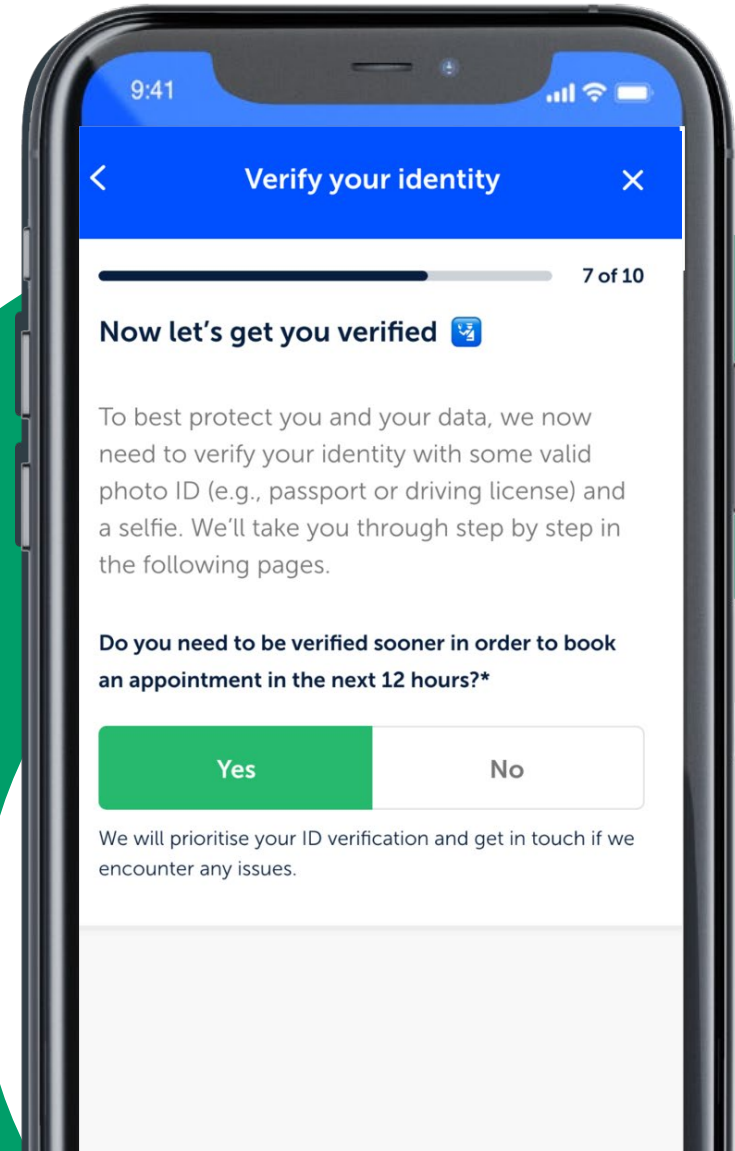 9:41
Verify your identity
7 of 10
Now let’s get you verified
To best protect you and your data, we now
need to verify your identity with some valid
photo ID (e.g., passport or driving license) and
a selfie. We’ll take you through step by step in
the following pages.
Do you need to be verified sooner in order to book
an appointment in the next 12 hours?*
Yes No
We will prioritise your ID verification and get in touch if we
encounter any issues.